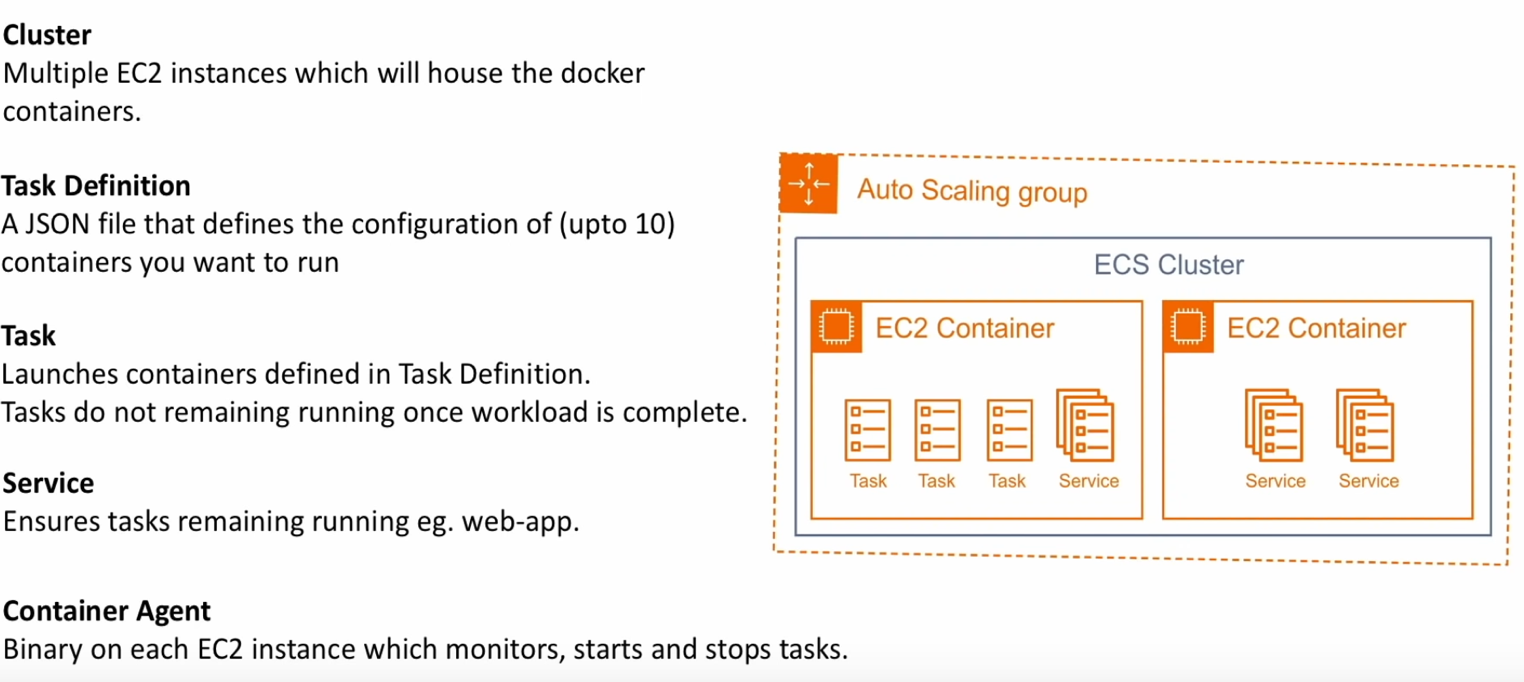 Cluster
Multiple EC2 instances which will house the docker
containers.
Task Definition
A JSON file that defines the configuration of (upto 10)
containers you want to run
Task
Launches containers defined in Task Definition.
Tasks do not remaining running once workload is complete.
Service
Ensures tasks remaining running eg. web-app.
Container Agent
Binary on each EC2 instance which monitors, starts and stops tasks.
Auto Scaling group
ECS Cluster
EC2 Container
Task Task Task Service
EC2 Container
Service Service